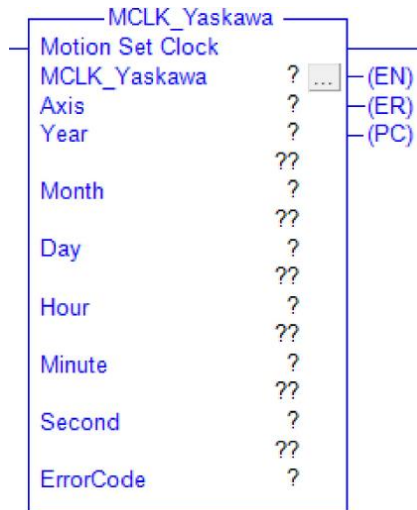 MCLK_Yaskawa
Motion Set Clock
MCLK_Yaskawa ? ... (EN)
Axis ? (ER)
Year ? (PC)
??
Month ?
??
Day ?
??
Hour ?
??
Minute ?
??
Second ?
??
ErrorCode ?